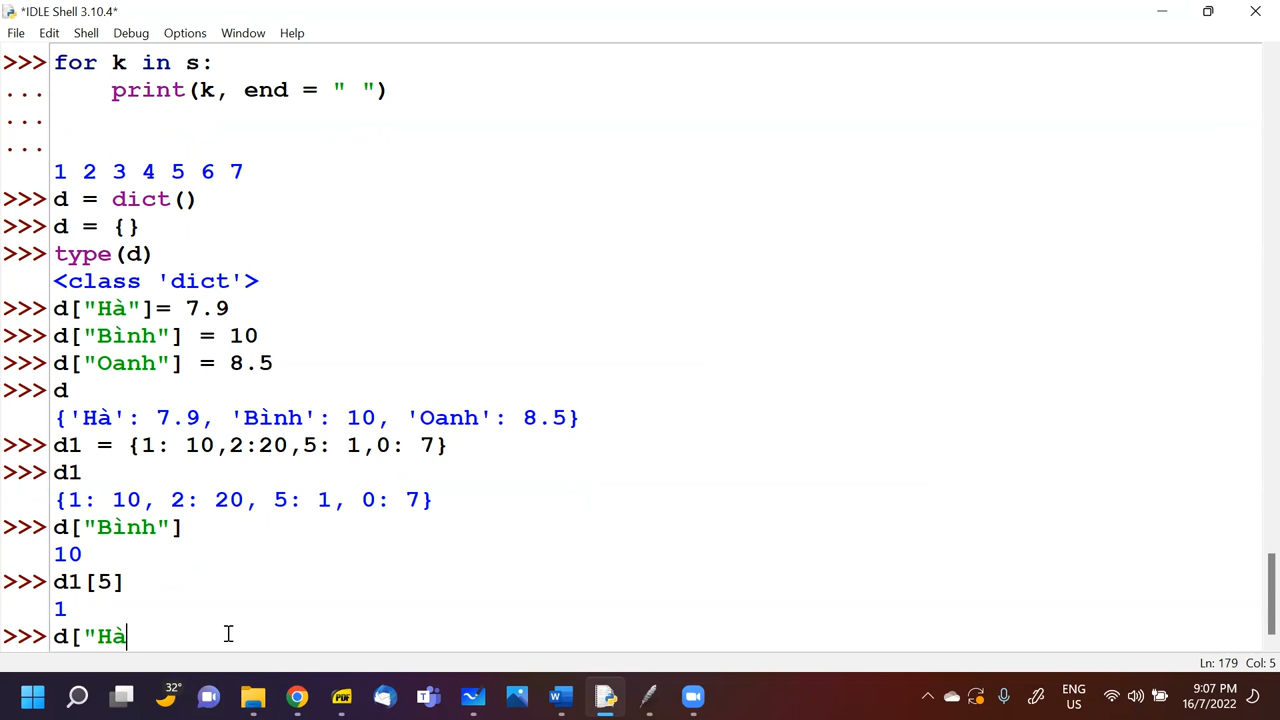 *IDLE Shell 3.10.4*
File Edit Shell Debug Options Window Help
>>> for k in s:
...     print(k, end = " ")
...
...
1 2 3 4 5 6 7
>>> d = dict()
>>> d = {}
>>> type(d)
<class 'dict'>
>>> d["Hà"]= 7.9
>>> d["Bình"] = 10
>>> d["Oanh"] = 8.5
>>> d
{'Hà': 7.9, 'Bình': 10, 'Oanh': 8.5}
>>> d1 = {1: 10,2:20,5: 1,0: 7}
>>> d1
{1: 10, 2: 20, 5: 1, 0: 7}
>>> d["Bình"]
10
>>> d1[5]
1
>>> d["Hà
Ln: 179 Col: 5
32°
PDF
ENG
US
9:07 PM
16/7/2022